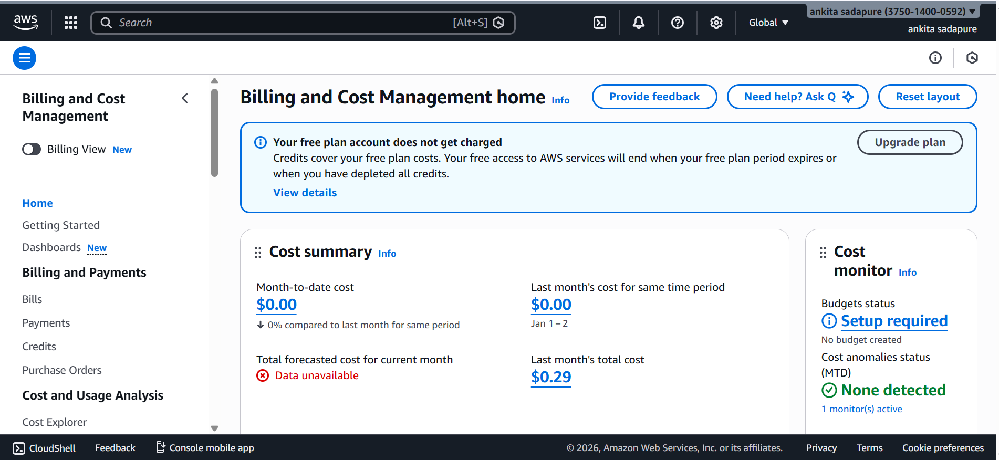 aws
Search
[Alt+S]
Global
ankita sadapure (3750-1400-0592)
ankita sadapure
Billing and Cost
Management
Billing View New
Home
Getting Started
Dashboards New
Billing and Payments
Bills
Payments
Credits
Purchase Orders
Cost and Usage Analysis
Cost Explorer
Billing and Cost Management home Info
Provide feedback
Need help? Ask Q
Reset layout
Your free plan account does not get charged
Credits cover your free plan costs. Your free access to AWS services will end when your free plan period expires or
when you have depleted all credits.
View details
Upgrade plan
Cost summary Info
Month-to-date cost
$0.00
0% compared to last month for same period
Last month's cost for same time period
$0.00
Jan 1 – 2
Total forecasted cost for current month
Data unavailable
Last month's total cost
$0.29
Cost
monitor Info
Budgets status
Setup required
No budget created
Cost anomalies status
(MTD)
None detected
1 monitor(s) active
CloudShell
Feedback
Console mobile app
© 2026, Amazon Web Services, Inc. or its affiliates.
Privacy
Terms
Cookie preferences